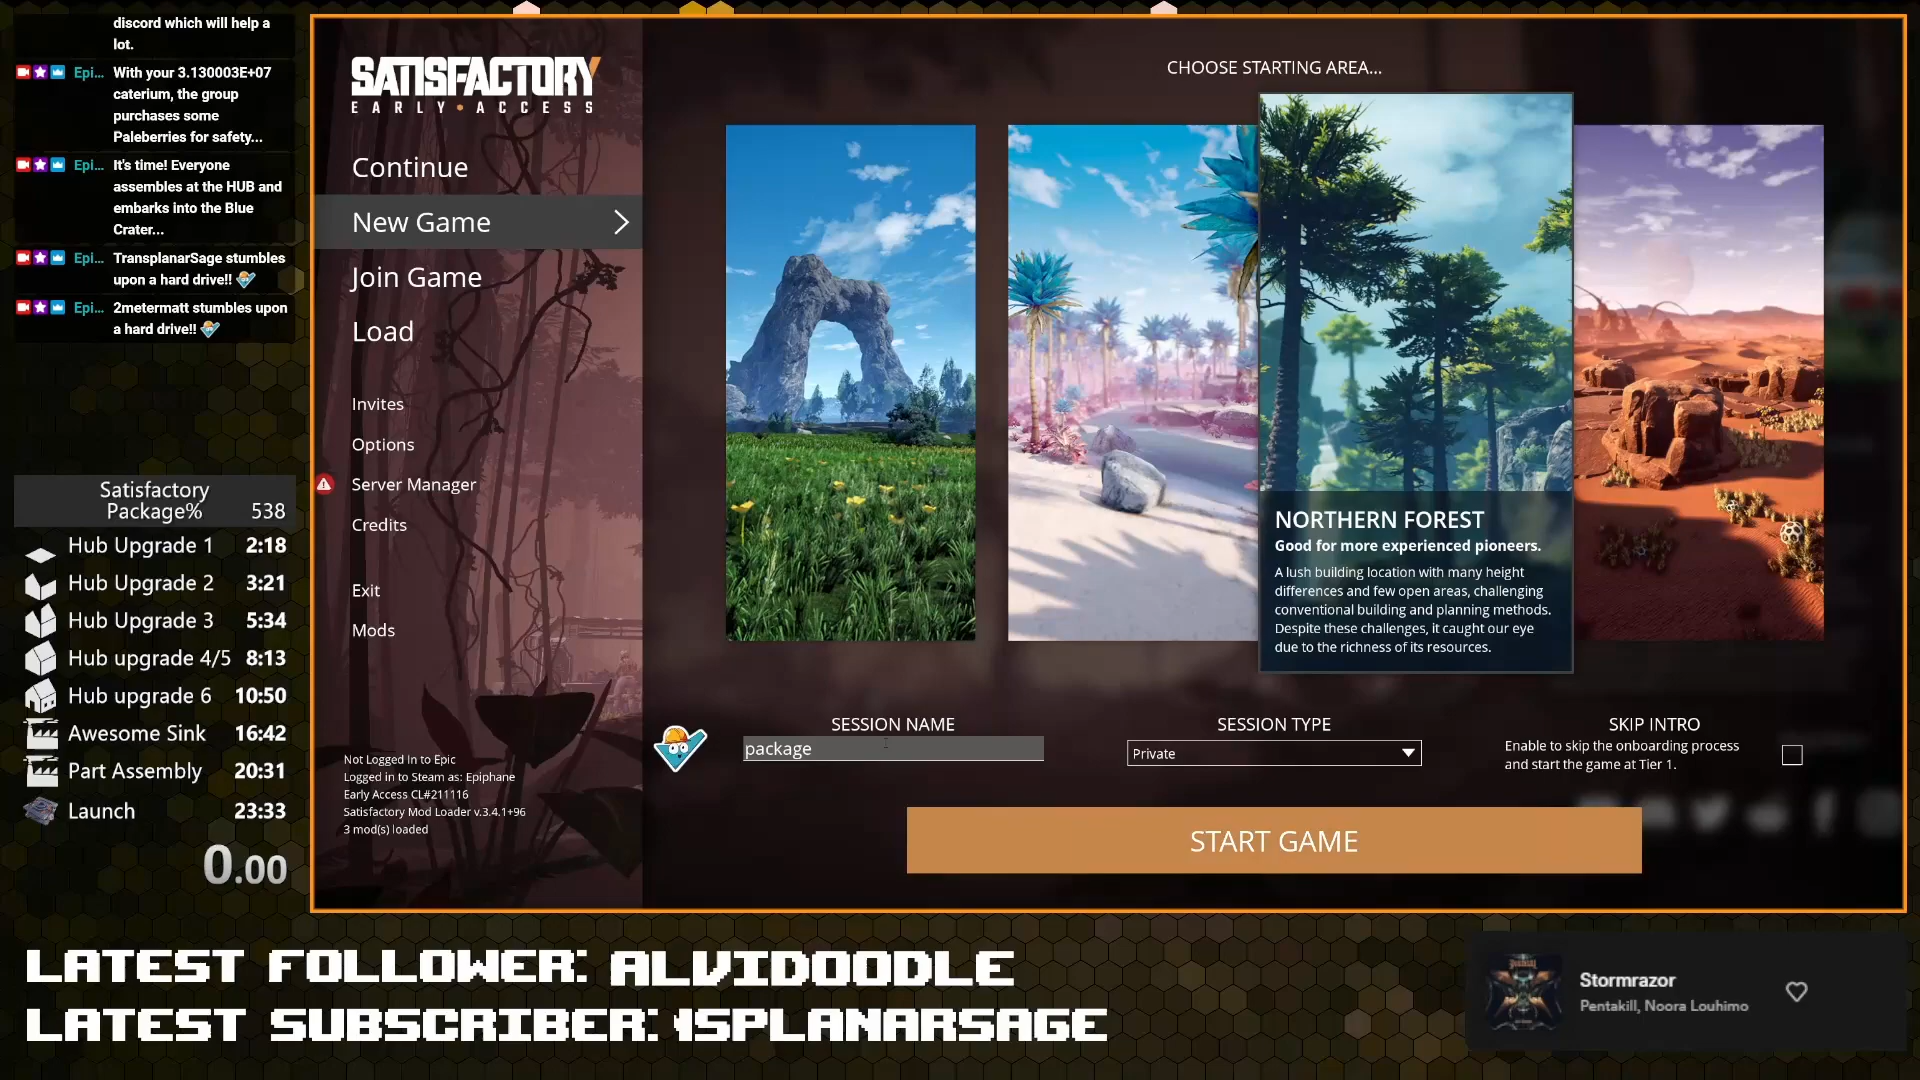 discord which will help a
lot.
Epi... With your 3.130003E+07
caterium, the group
purchases some
Paleberries for safety...
Epi... It's time! Everyone
assembles at the HUB and
embarks into the Blue
Crater...
Epi... TransplanarSage stumbles
upon a hard drive!!
Epi... 2metermatt stumbles upon
a hard drive!!
Satisfactory
Package% 538
Hub Upgrade 1 2:18
Hub Upgrade 2 3:21
Hub Upgrade 3 5:34
Hub upgrade 4/5 8:13
Hub upgrade 6 10:50
Awesome Sink 16:42
Part Assembly 20:31
Launch 23:33
0.00
SATISFACTORY
EARLY ACCESS
Continue
New Game
Join Game
Load
Invites
Options
Server Manager
Credits
Exit
Mods
Not Logged In to Epic
Logged in to Steam as: Epiphane
Early Access CL#211116
Satisfactory Mod Loader v.3.4.1+96
3 mod(s) loaded
CHOOSE STARTING AREA...
NORTHERN FOREST
Good for more experienced pioneers.
A lush building location with many height
differences and few open areas, challenging
conventional building and planning methods.
Despite these challenges, it caught our eye
due to the richness of its resources.
SESSION NAME
package
SESSION TYPE
Private
SKIP INTRO
Enable to skip the onboarding process
and start the game at Tier 1.
START GAME
LATEST FOLLOWER: ALVIDOODLE
LATEST SUBSCRIBER: SPLANARSAGE
Stormrazor
Pentakill, Noora Louhimo